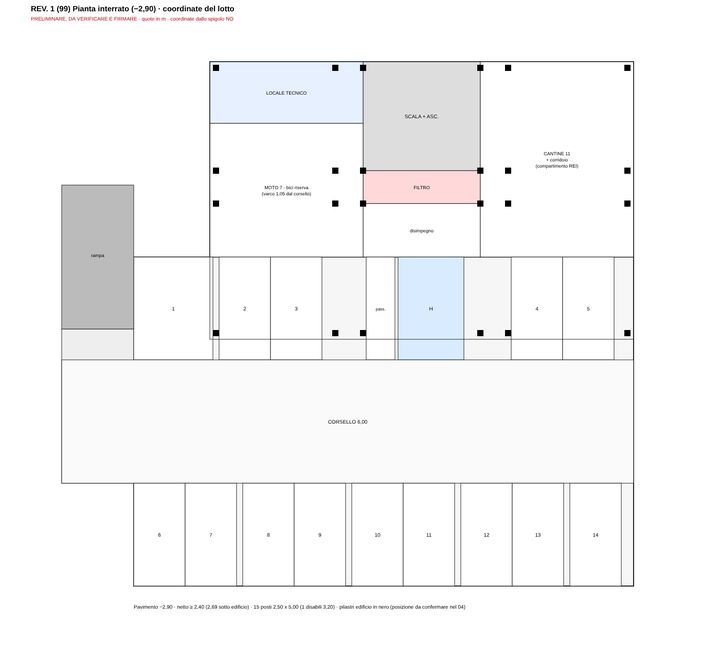 REV. 1 (99) Pianta interrato (−2,90) · coordinate del lotto
PRELIMINARE, DA VERIFICARE E FIRMARE · quote in m · coordinate dallo spigolo NO
LOCALE TECNICO
SCALA + ASC.
CANTINE 11
+ corridoio
(compartimento REI)
MOTO 7 · bici riserva
(varco 1,05 dal corsello)
FILTRO
disimpegno
rampa
1
2
3
pass.
H
4
5
CORSELLO 6,00
6
7
8
9
10
11
12
13
14
Pavimento −2,90 · netto ≥ 2,40 (2,69 sotto edificio) · 15 posti 2,50 x 5,00 (1 disabili 3,20) · pilastri edificio in nero (posizione da confermare nel 04)